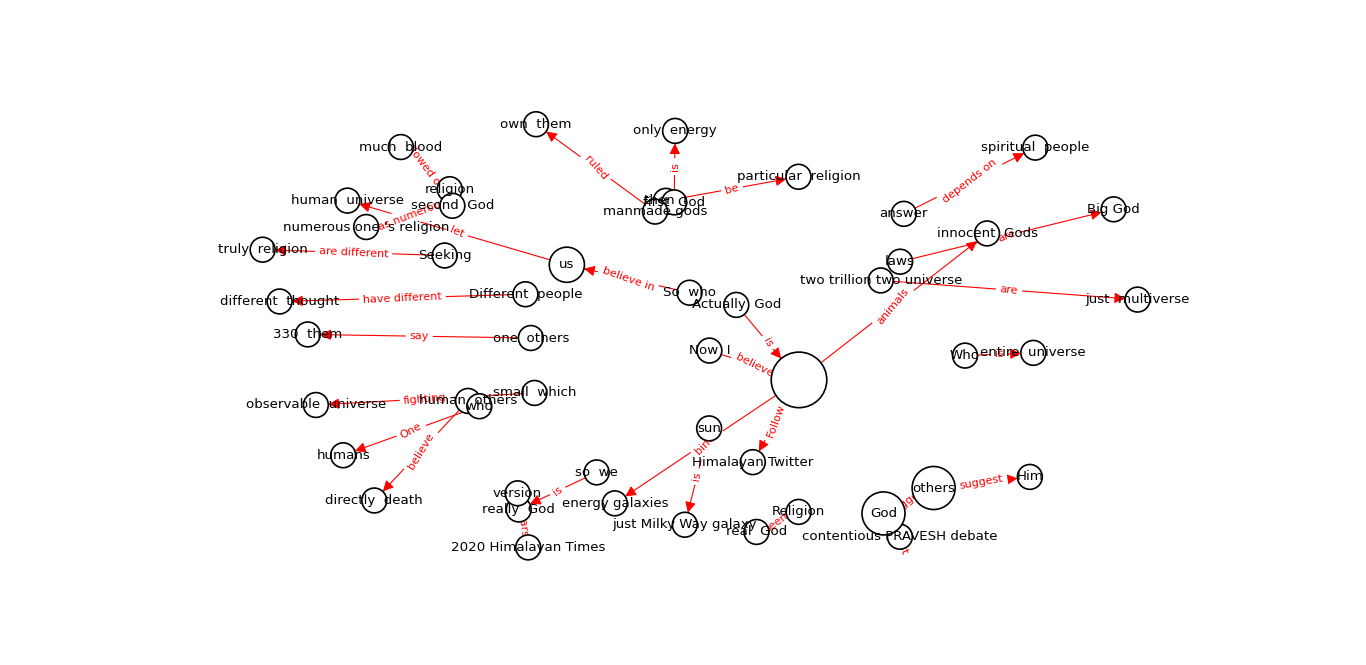 own  them
only  energy
much  blood
spiritual  people
ruled
is
depends on
particular  religion
be
religion
human  universe
second  God
manmade gods
answer
Big God
numerous one 's religion
let
innocent  Gods
are different
truly  religion
Seeking
us
laws
believe in
two trillion two universe
So  who
are
just  multiverse
different  thought
have different
Different  people
Actually  God
animals
330  them
say
one  others
is
Now  I
believe
Who
is
entire  universe
small  which
observable  universe
fighting
human  others
who
Follow
sun
One
humans
believe
Himalayan Twitter
so  we
is
is
others
suggest
Him
directly  death
version
really  God
energy galaxies
just Milky Way galaxy
Religion
real  God
God
contentious PRAVESH debate
2020 Himalayan Times